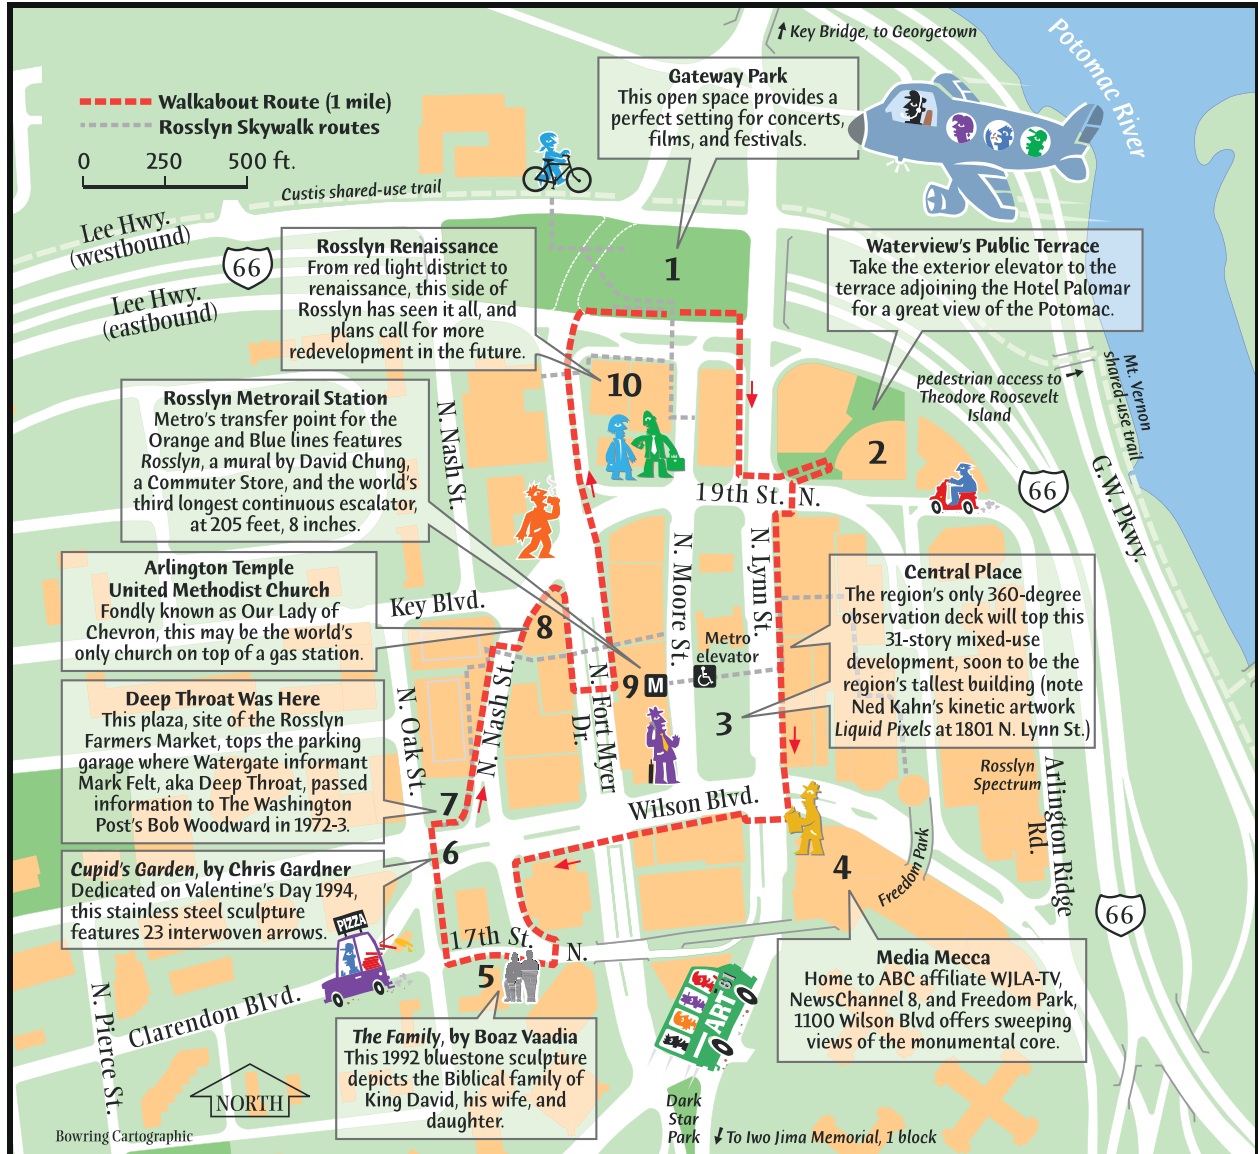 Key Bridge, to Georgetown
Potomac River
Walkabout Route (1 mile)
Rosslyn Skywalk routes
0 250 500 ft.
Custis shared-use trail
Gateway Park
This open space provides a
perfect setting for concerts,
films, and festivals.
Lee Hwy.
(westbound)
66
Lee Hwy.
(eastbound)
Rosslyn Renaissance
From red light district to
renaissance, this side of
Rosslyn has seen it all, and
plans call for more
redevelopment in the future.
1
Waterview's Public Terrace
Take the exterior elevator to the
terrace adjoining the Hotel Palomar
for a great view of the Potomac.
pedestrian access to
Theodore Roosevelt
Island
Mt. Vernon
shared-use trail
10
2
Rosslyn Metrorail Station
Metro's transfer point for the
Orange and Blue lines features
Rosslyn, a mural by David Chung,
a Commuter Store, and the world's
third longest continuous escalator,
at 205 feet, 8 inches.
N. Nash St.
19th St. N.
66
G.W. Pkwy.
Arlington Temple
United Methodist Church
Fondly known as Our Lady of
Chevron, this may be the world's
only church on top of a gas station.
Key Blvd.
8
N. Moore St.
N. Lynn St.
Metro
elevator
Central Place
The region's only 360-degree
observation deck will top this
31-story mixed-use
development, soon to be the
region's tallest building (note
Ned Kahn's kinetic artwork
Liquid Pixels at 1801 N. Lynn St.)
Deep Throat Was Here
This plaza, site of the Rosslyn
Farmers Market, tops the parking
garage where Watergate informant
Mark Felt, aka Deep Throat, passed
information to The Washington
Post's Bob Woodward in 1972-3.
N. Oak St.
N. Nash St.
N. Fort Myer
Dr.
9 M
3
7
Wilson Blvd.
Rosslyn
Spectrum
Arlington Ridge
Rd.
Cupid's Garden, by Chris Gardner
Dedicated on Valentine's Day 1994,
this stainless steel sculpture
features 23 interwoven arrows.
6
4
Freedom Park
66
PIZZA
17th St. N.
5
Media Mecca
Home to ABC affiliate WJLA-TV,
NewsChannel 8, and Freedom Park,
1100 Wilson Blvd offers sweeping
views of the monumental core.
N. Pierce St.
Clarendon Blvd.
ART
The Family, by Boaz Vaadia
This 1992 bluestone sculpture
depicts the Biblical family of
King David, his wife, and
daughter.
NORTH
Dark
Star
Park
To Iwo Jima Memorial, 1 block
Bowring Cartographic